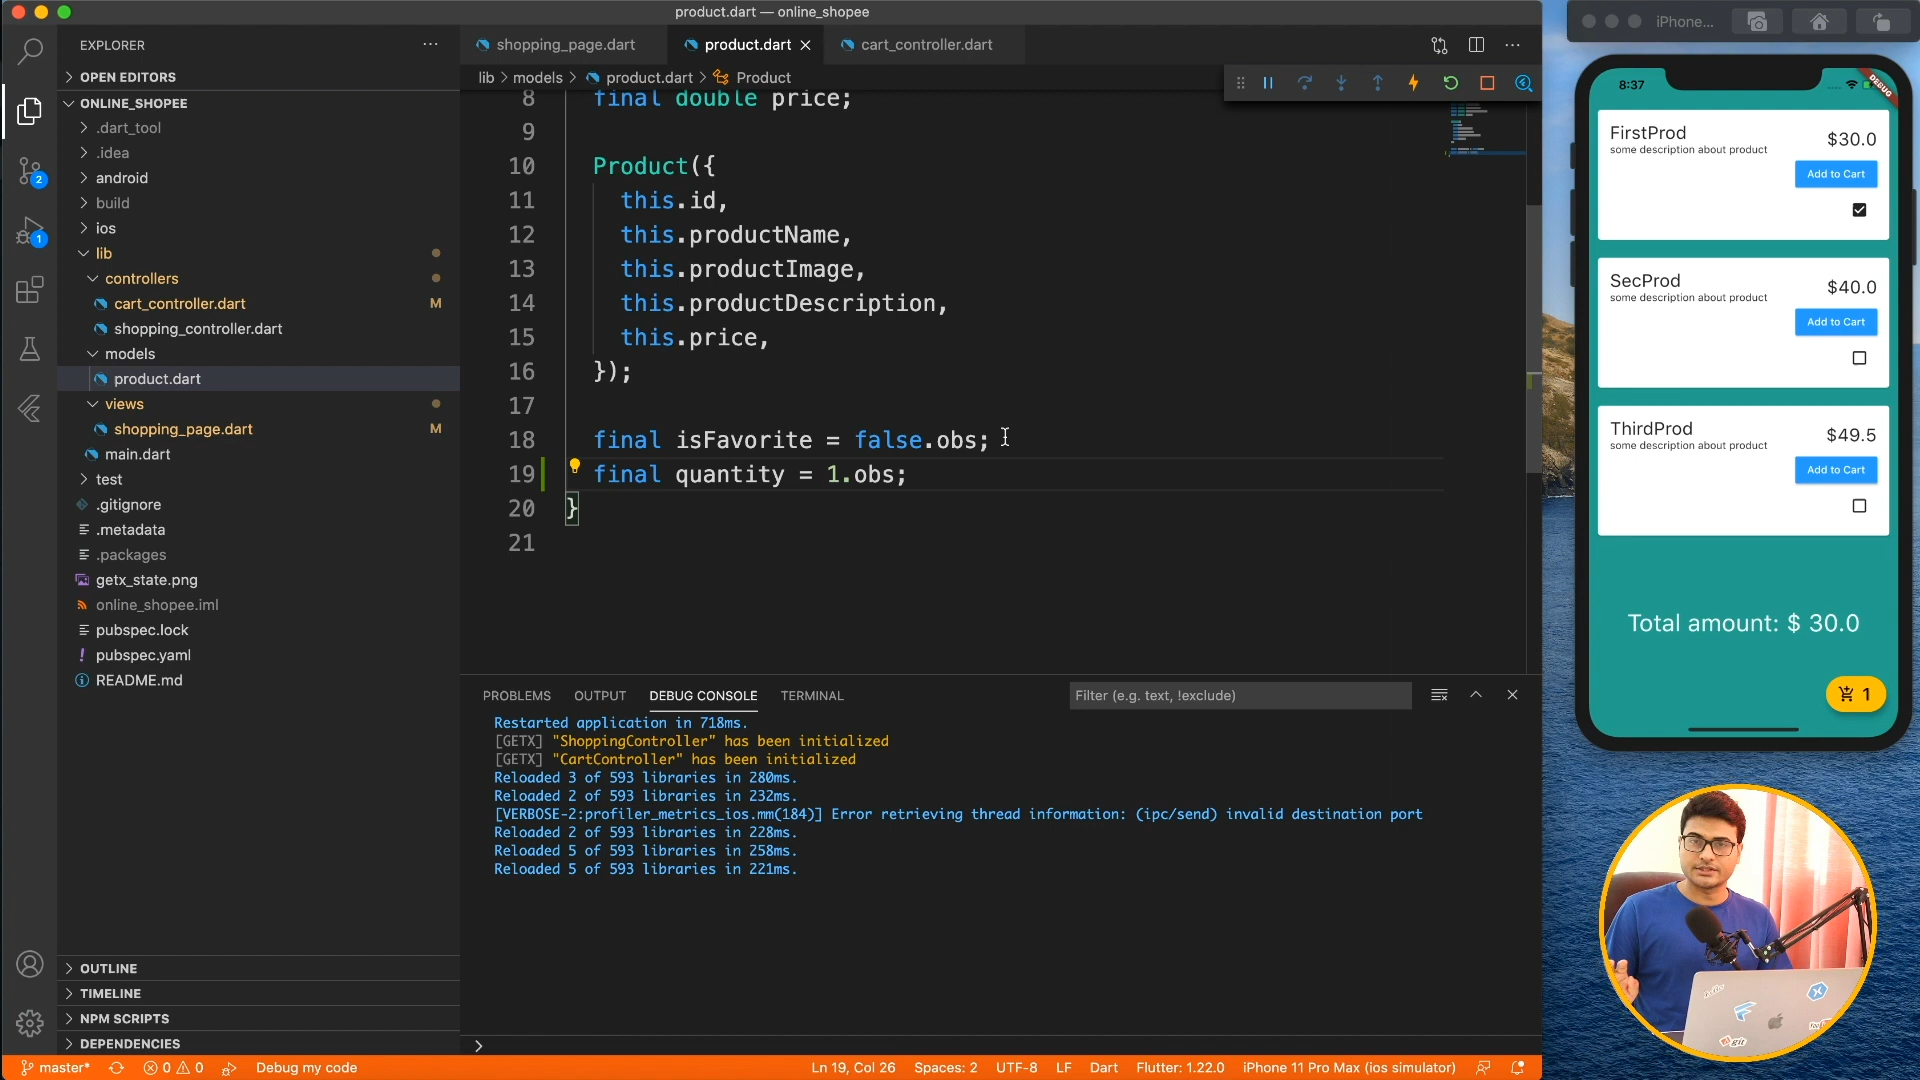 product.dart — online_shopee
iPhone...
EXPLORER
shopping_page.dart
product.dart
cart_controller.dart
OPEN EDITORS
lib > models > product.dart > Product
ONLINE_SHOPEE
.dart_tool
.idea
android
build
ios
lib
controllers
cart_controller.dart M
shopping_controller.dart
models
product.dart
views
shopping_page.dart M
main.dart
test
.gitignore
.metadata
.packages
getx_state.png
online_shopee.iml
pubspec.lock
pubspec.yaml
README.md
OUTLINE
TIMELINE
NPM SCRIPTS
DEPENDENCIES
2
1
8 final double price;
9
10 Product({
11 this.id,
12 this.productName,
13 this.productImage,
14 this.productDescription,
15 this.price,
16 });
17
18 final isFavorite = false.obs;
19 final quantity = 1.obs;
20 }
21
PROBLEMS OUTPUT DEBUG CONSOLE TERMINAL
Filter (e.g. text, !exclude)
Restarted application in 718ms.
[GETX] "ShoppingController" has been initialized
[GETX] "CartController" has been initialized
Reloaded 3 of 593 libraries in 280ms.
Reloaded 2 of 593 libraries in 232ms.
[VERBOSE-2:profiler_metrics_ios.mm(184)] Error retrieving thread information: (ipc/send) invalid destination port
Reloaded 2 of 593 libraries in 228ms.
Reloaded 5 of 593 libraries in 258ms.
Reloaded 5 of 593 libraries in 221ms.
8:37
DEBUG
FirstProd
$30.0
some description about product
Add to Cart
SecProd
$40.0
some description about product
Add to Cart
ThirdProd
$49.5
some description about product
Add to Cart
Total amount: $ 30.0
1
git
master* 0 0 Debug my code
Ln 19, Col 26 Spaces: 2 UTF-8 LF Dart Flutter: 1.22.0 iPhone 11 Pro Max (ios simulator)